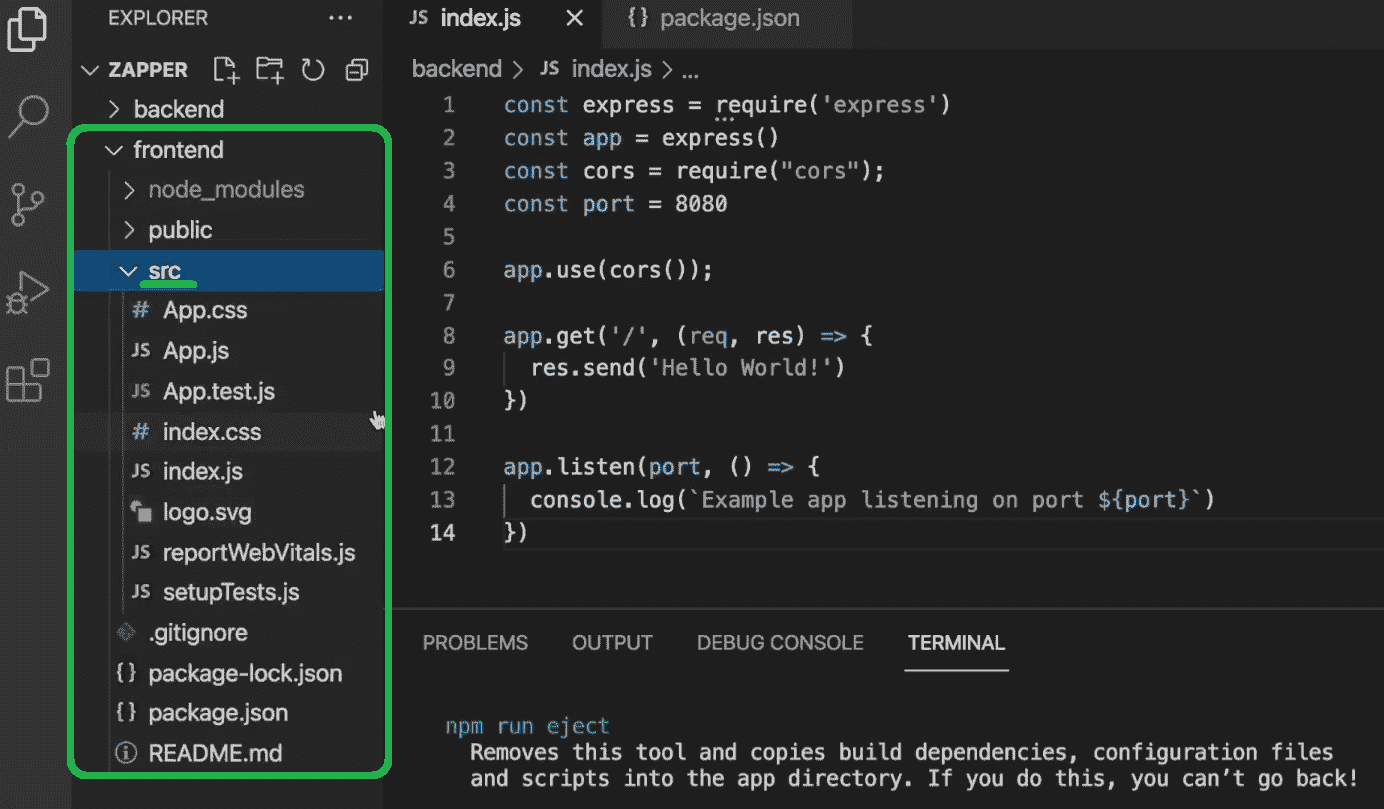 EXPLORER
ZAPPER
backend
frontend
node_modules
public
src
# App.css
JS App.js
JS App.test.js
# index.css
JS index.js
logo.svg
JS reportWebVitals.js
JS setupTests.js
.gitignore
{} package-lock.json
{} package.json
README.md
JS index.js
{} package.json
backend > JS index.js > ...
1 const express = require('express')
2 const app = express()
3 const cors = require("cors");
4 const port = 8080
5
6 app.use(cors());
7
8 app.get('/', (req, res) => {
9 res.send('Hello World!')
10 })
11
12 app.listen(port, () => {
13 console.log(`Example app listening on port ${port}`)
14 })
PROBLEMS OUTPUT DEBUG CONSOLE TERMINAL
npm run eject
Removes this tool and copies build dependencies, configuration files
and scripts into the app directory. If you do this, you can’t go back!